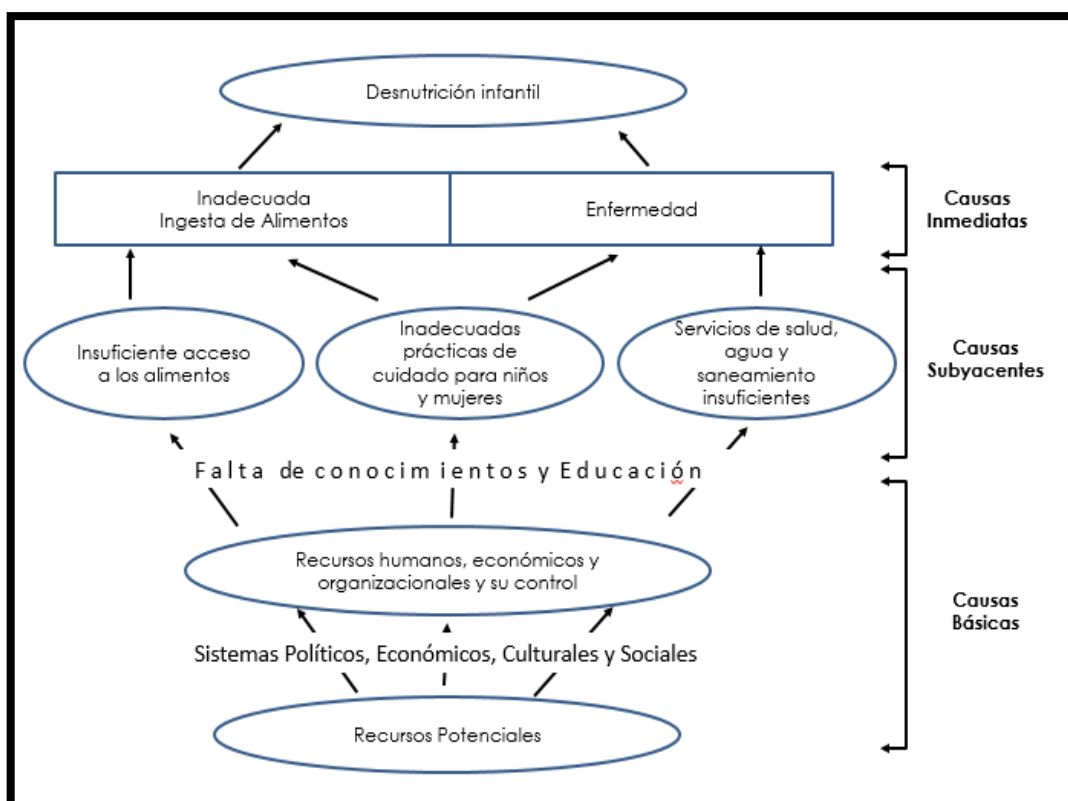 Desnutrición infantil
Inadecuada
Ingesta de Alimentos
Enfermedad
Causas
Inmediatas
Insuficiente acceso
a los alimentos
Inadecuadas
prácticas de
cuidado para niños
y mujeres
Servicios de salud,
agua y
saneamiento
insuficientes
Causas
Subyacentes
Falta de conocimientos y Educación
Recursos humanos, económicos y
organizacionales y su control
Causas
Básicas
Sistemas Políticos, Económicos, Culturales y Sociales
Recursos Potenciales